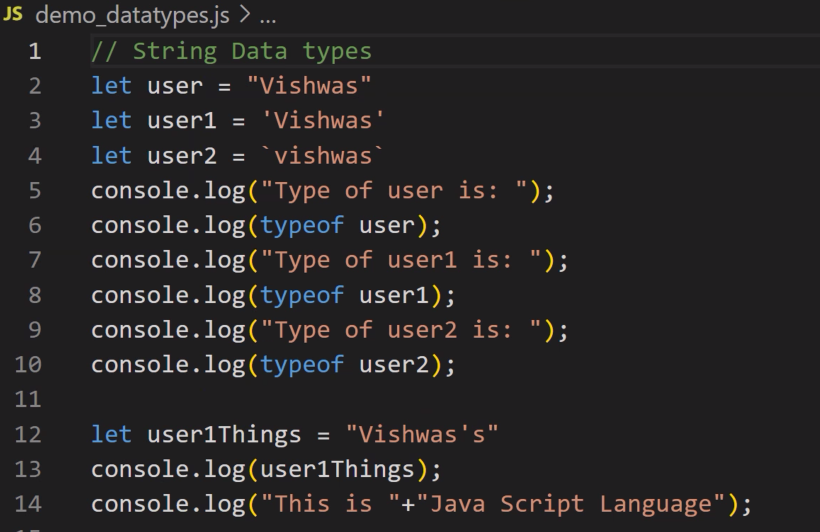 JS demo_datatypes.js > ...
1 // String Data types
2 let user = "Vishwas"
3 let user1 = 'Vishwas'
4 let user2 = `vishwas`
5 console.log("Type of user is: ");
6 console.log(typeof user);
7 console.log("Type of user1 is: ");
8 console.log(typeof user1);
9 console.log("Type of user2 is: ");
10 console.log(typeof user2);
11
12 let user1Things = "Vishwas's"
13 console.log(user1Things);
14 console.log("This is "+"Java Script Language");